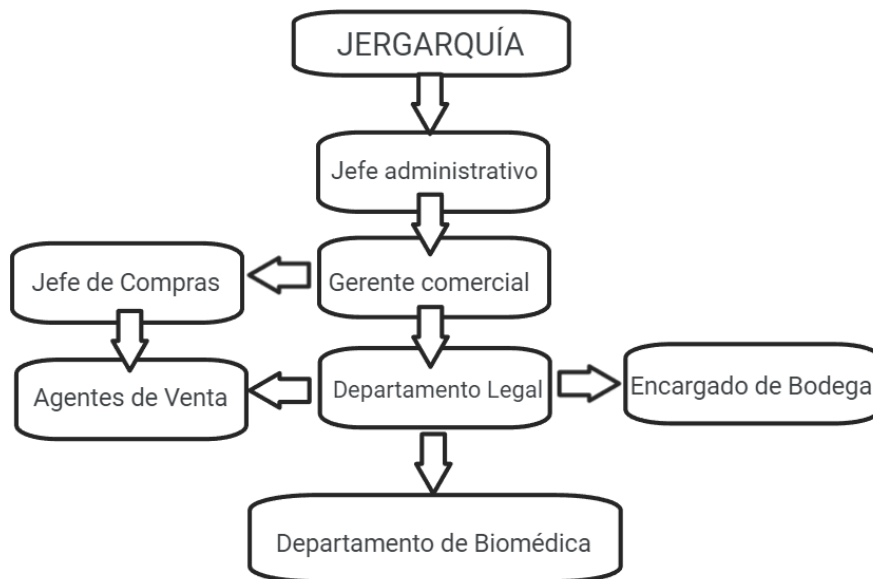 JERGARQUÍA
Jefe administrativo
Jefe de Compras
Gerente comercial
Agentes de Venta
Departamento Legal
Encargado de Bodega
Departamento de Biomédica